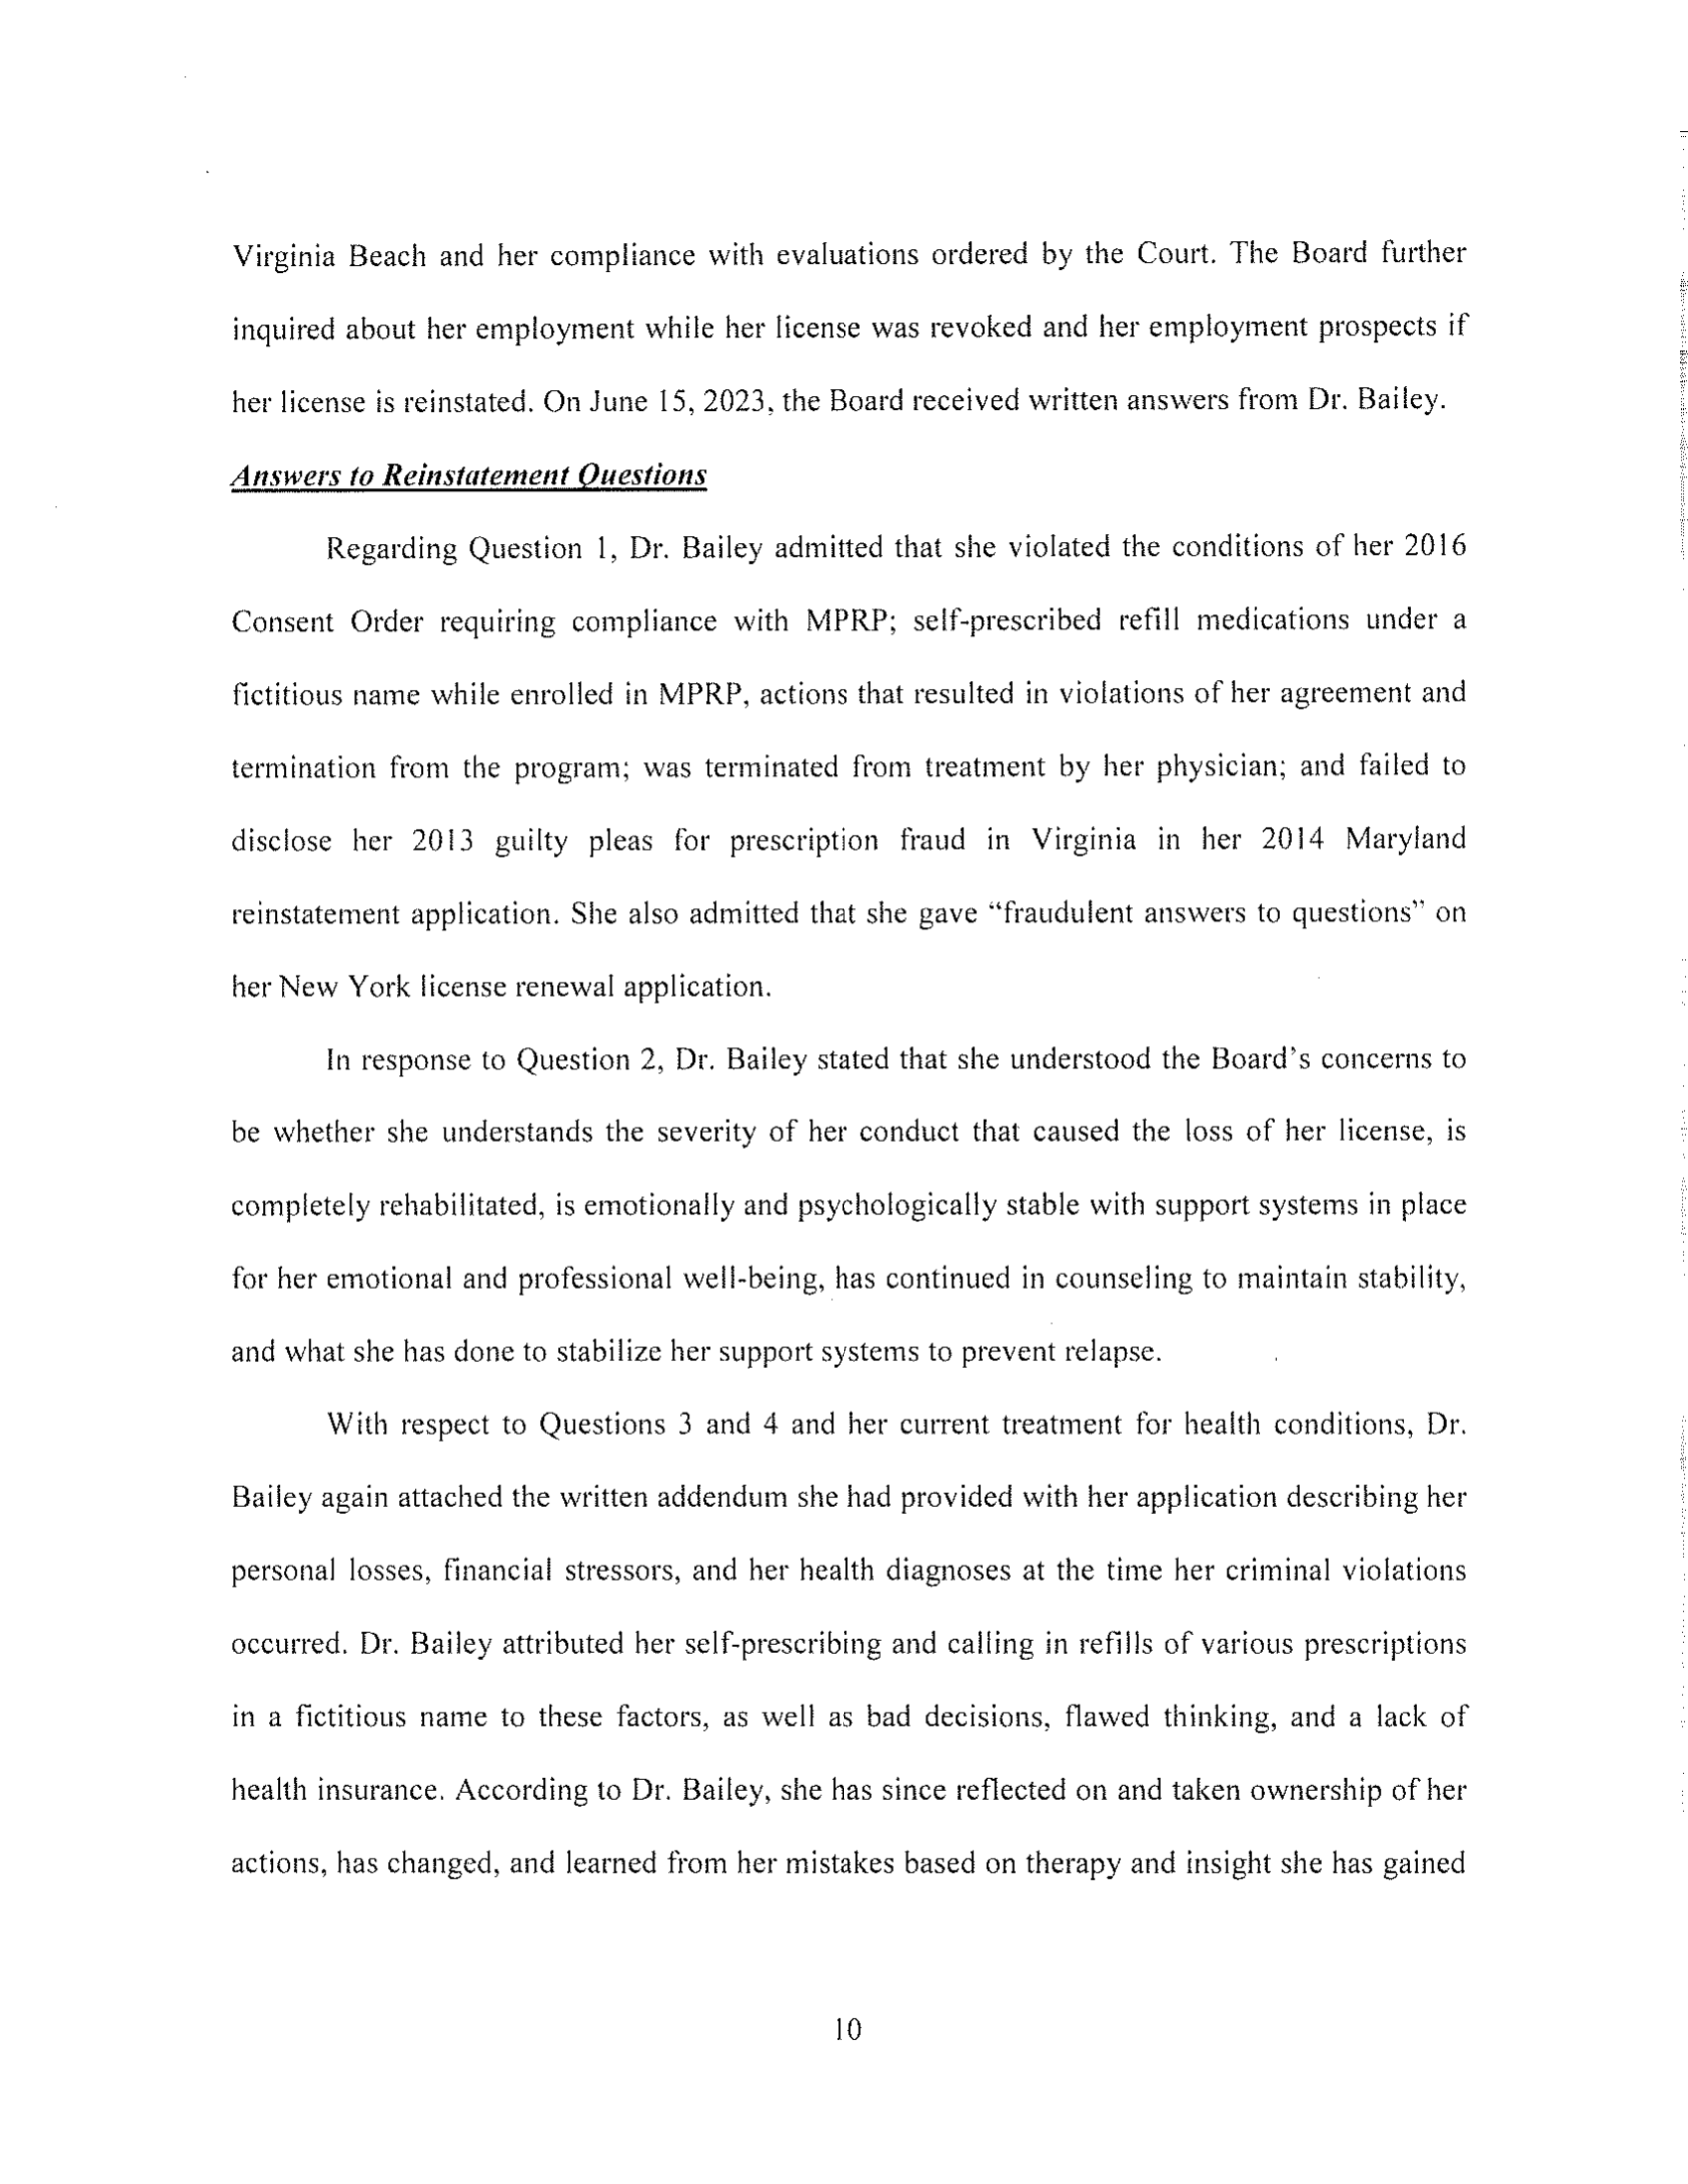 Virginia Beach and her compliance with evaluations ordered by the Court. The Board further
inquired about her employment while her license was revoked and her employment prospects if
her license is reinstated. On June 15, 2023, the Board received written answers from Dr. Bailey.
Answers to Reinstatement Questions
Regarding Question 1, Dr. Bailey admitted that she violated the conditions of her 2016
Consent Order requiring compliance with MPRP; self-prescribed refill medications under a
fictitious name while enrolled in MPRP, actions that resulted in violations of her agreement and
termination from the program; was terminated from treatment by her physician; and failed to
disclose her 2013 guilty pleas for prescription fraud in Virginia in her 2014 Maryland
reinstatement application. She also admitted that she gave “fraudulent answers to questions” on
her New York license renewal application.
In response to Question 2, Dr. Bailey stated that she understood the Board’s concerns to
be whether she understands the severity of her conduct that caused the loss of her license, is
completely rehabilitated, is emotionally and psychologically stable with support systems in place
for her emotional and professional well-being, has continued in counseling to maintain stability,
and what she has done to stabilize her support systems to prevent relapse.
With respect to Questions 3 and 4 and her current treatment for health conditions, Dr.
Bailey again attached the written addendum she had provided with her application describing her
personal losses, financial stressors, and her health diagnoses at the time her criminal violations
occurred. Dr. Bailey attributed her self-prescribing and calling in refills of various prescriptions
in a fictitious name to these factors, as well as bad decisions, flawed thinking, and a lack of
health insurance. According to Dr. Bailey, she has since reflected on and taken ownership of her
actions, has changed, and learned from her mistakes based on therapy and insight she has gained
10